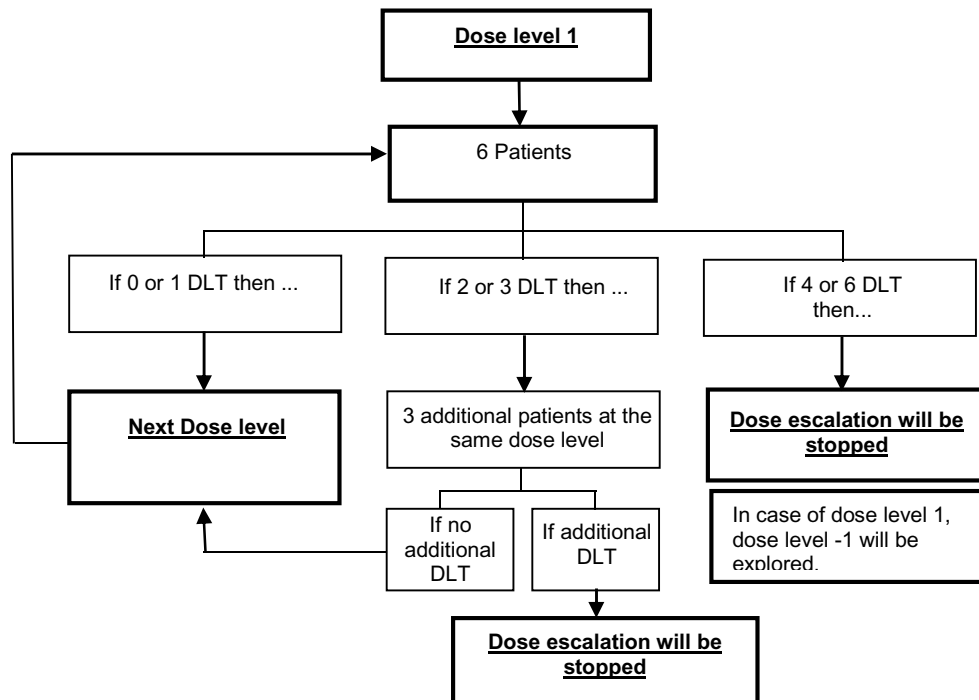 Dose level 1
6 Patients
If 0 or 1 DLT then ...
If 2 or 3 DLT then ...
If 4 or 6 DLT
then...
Next Dose level
3 additional patients at the
same dose level
Dose escalation will be
stopped
If no
additional
DLT
If additional
DLT
In case of dose level 1,
dose level -1 will be
explored.
Dose escalation will be
stopped